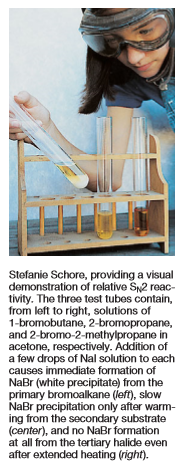 Stefanie Schore, providing a visual
demonstration of relative SN2 reac-
tivity. The three test tubes contain,
from left to right, solutions of
1-bromobutane, 2-bromopropane,
and 2-bromo-2-methylpropane in
acetone, respectively. Addition of
a few drops of NaI solution to each
causes immediate formation of
NaBr (white precipitate) from the
primary bromoalkane (left), slow
NaBr precipitation only after warm-
ing from the secondary substrate
(center), and no NaBr formation
at all from the tertiary halide even
after extended heating (right).